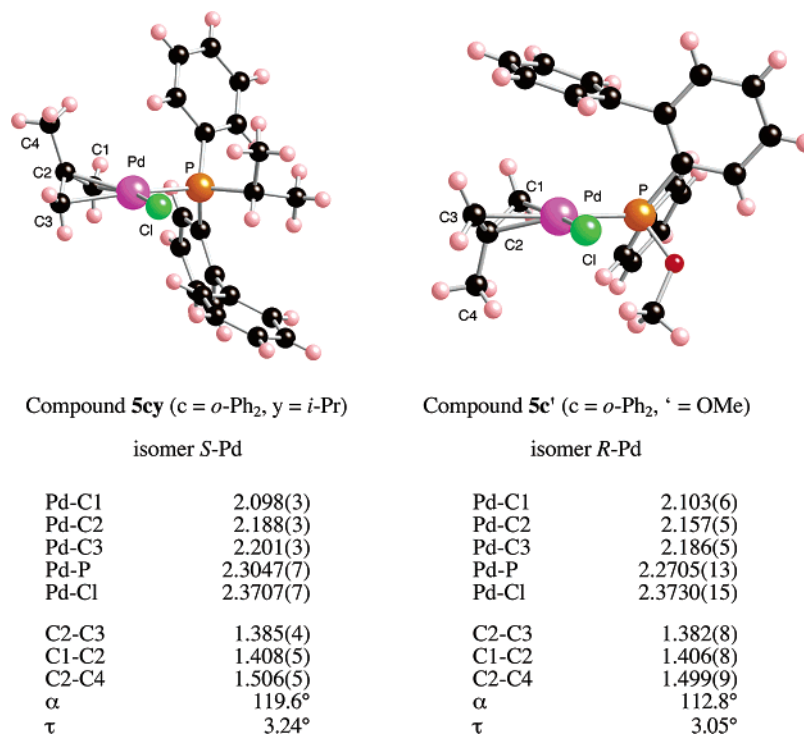 C4
C1
C2
Pd
P
C3
Cl
C1
Pd
P
C3
C2
Cl
C4
Compound 5cy (c = o-Ph₂, y = i-Pr)
isomer S-Pd
Pd-C1 2.098(3)
Pd-C2 2.188(3)
Pd-C3 2.201(3)
Pd-P 2.3047(7)
Pd-Cl 2.3707(7)
C2-C3 1.385(4)
C1-C2 1.408(5)
C2-C4 1.506(5)
α 119.6°
τ 3.24°
Compound 5c' (c = o-Ph₂, ‘ = OMe)
isomer R-Pd
Pd-C1 2.103(6)
Pd-C2 2.157(5)
Pd-C3 2.186(5)
Pd-P 2.2705(13)
Pd-Cl 2.3730(15)
C2-C3 1.382(8)
C1-C2 1.406(8)
C2-C4 1.499(9)
α 112.8°
τ 3.05°